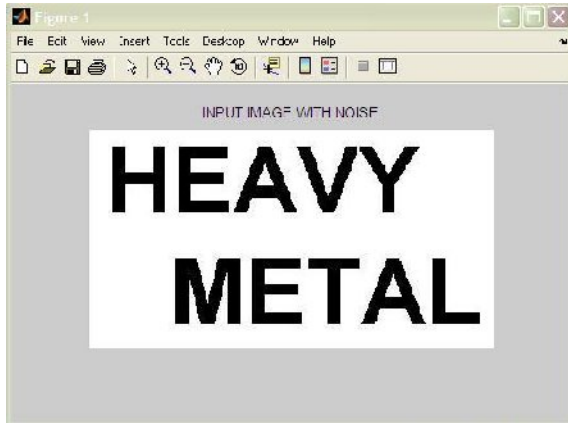 Figure 1
File Edit View Insert Tools Desktop Window Help
INPUT IMAGE WITH NOISE
HEAVY
METAL